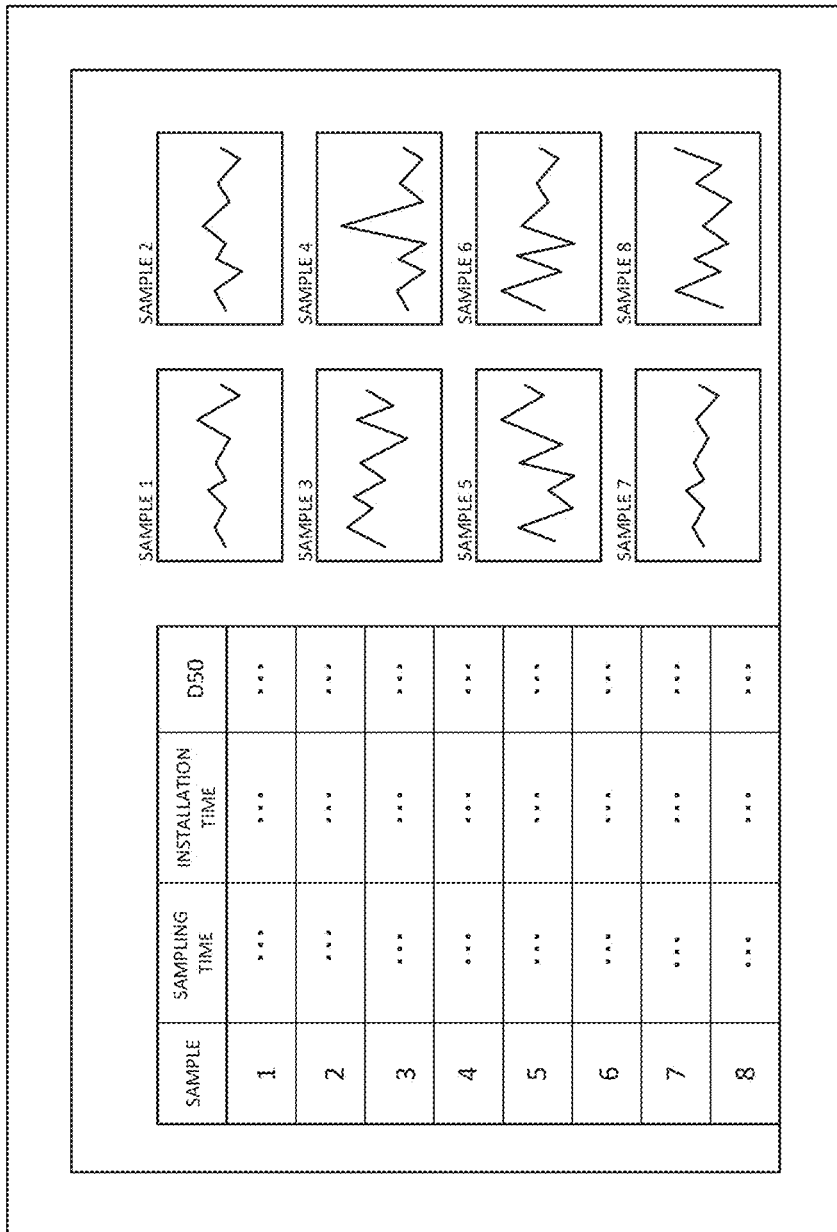 SAMPLE
SAMPLING
TIME
INSTALLATION
TIME
D50
1
...
...
...
2
...
...
...
3
...
...
...
4
...
...
...
5
...
...
...
6
...
...
...
7
...
...
...
8
...
...
...
SAMPLE 1
SAMPLE 2
SAMPLE 3
SAMPLE 4
SAMPLE 5
SAMPLE 6
SAMPLE 7
SAMPLE 8